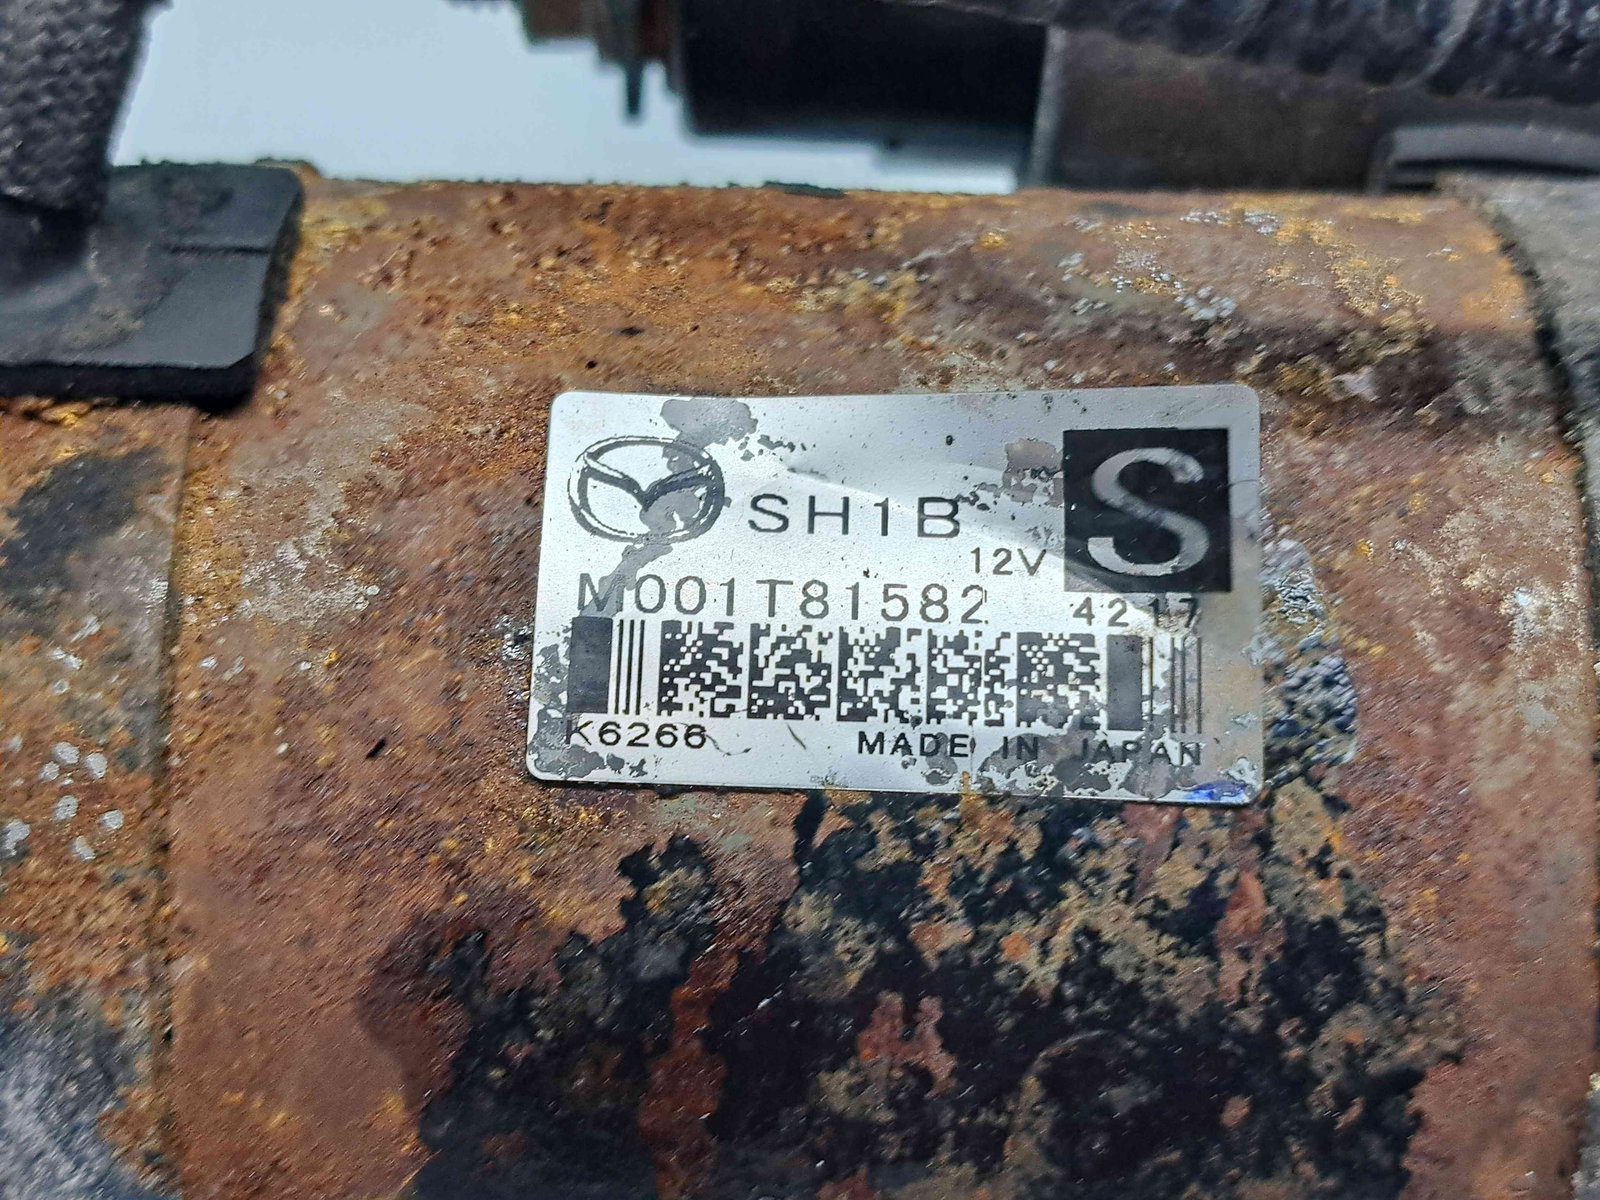 SH1B
S
12V
M001T81582
4217
K6266
MADE IN JAPAN